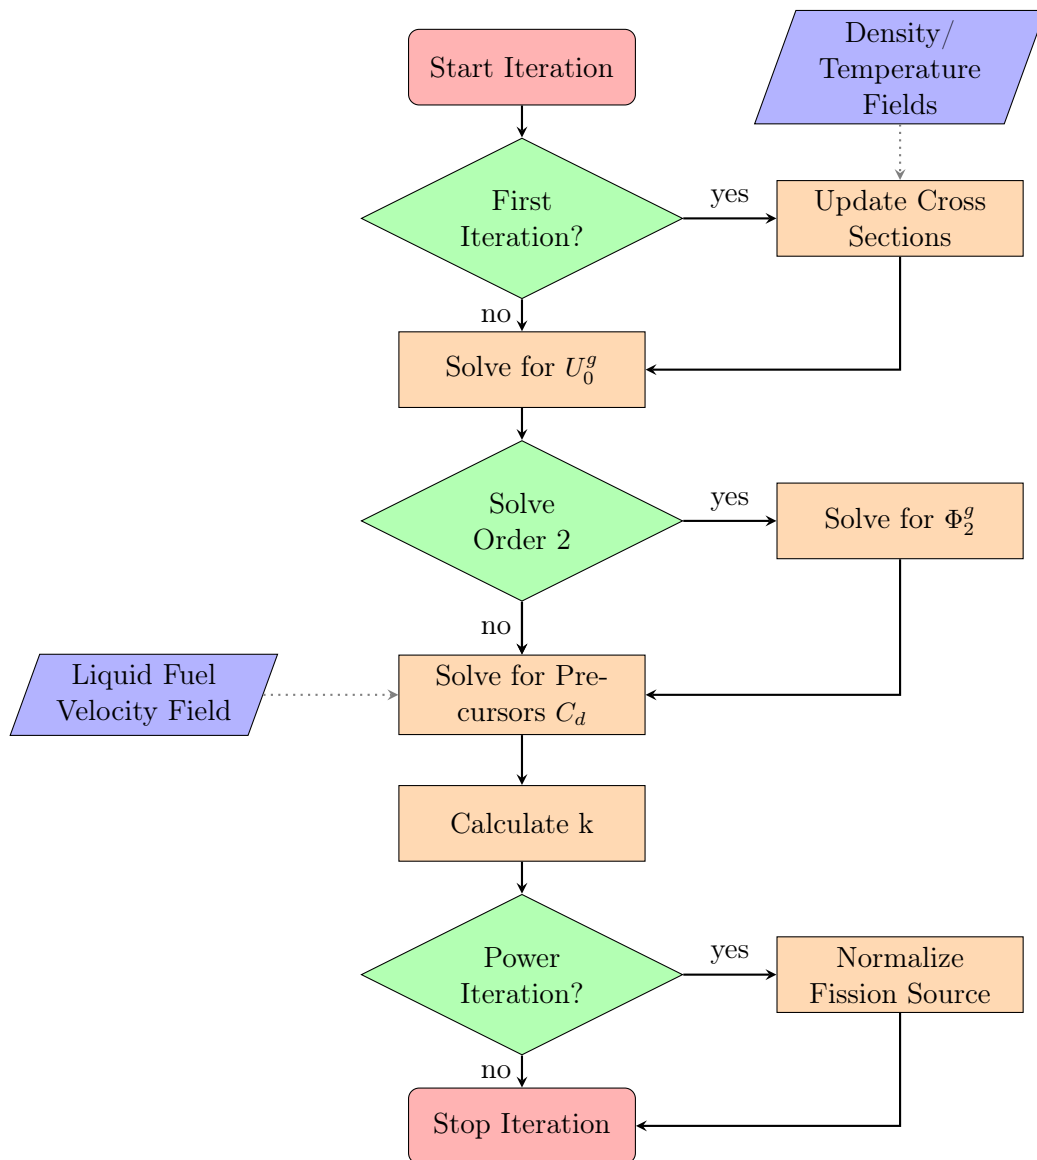 Start Iteration
Density/
Temperature
Fields
First
Iteration?
yes
Update Cross
Sections
no
Solve for $U_0^g$
Solve
Order 2
yes
Solve for $\Phi_2^g$
no
Liquid Fuel
Velocity Field
Solve for Pre-
cursors $C_d$
Calculate k
Power
Iteration?
yes
Normalize
Fission Source
no
Stop Iteration